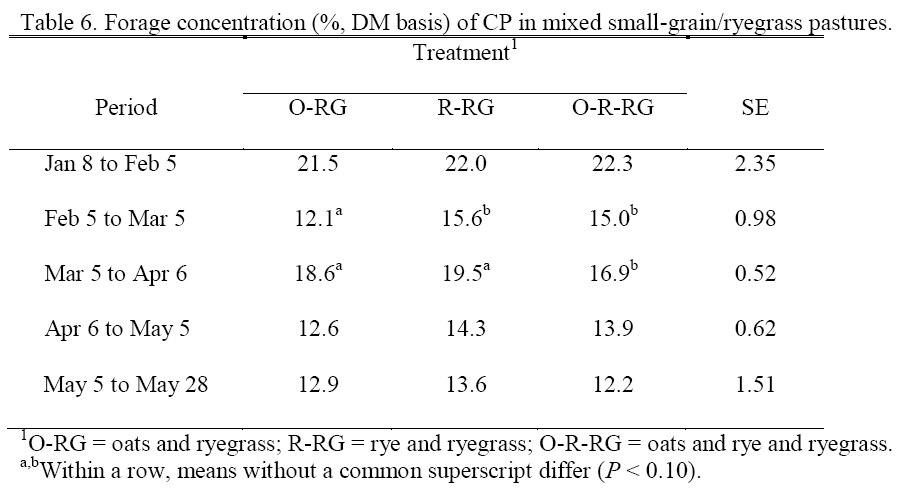 Table 6. Forage concentration (%, DM basis) of CP in mixed small-grain/ryegrass pastures.
Treatment¹
Period O-RG R-RG O-R-RG SE
Jan 8 to Feb 5 21.5 22.0 22.3 2.35
Feb 5 to Mar 5 12.1ᵃ 15.6ᵇ 15.0ᵇ 0.98
Mar 5 to Apr 6 18.6ᵃ 19.5ᵃ 16.9ᵇ 0.52
Apr 6 to May 5 12.6 14.3 13.9 0.62
May 5 to May 28 12.9 13.6 12.2 1.51
¹O-RG = oats and ryegrass; R-RG = rye and ryegrass; O-R-RG = oats and rye and ryegrass.
ᵃ,ᵇWithin a row, means without a common superscript differ (P < 0.10).